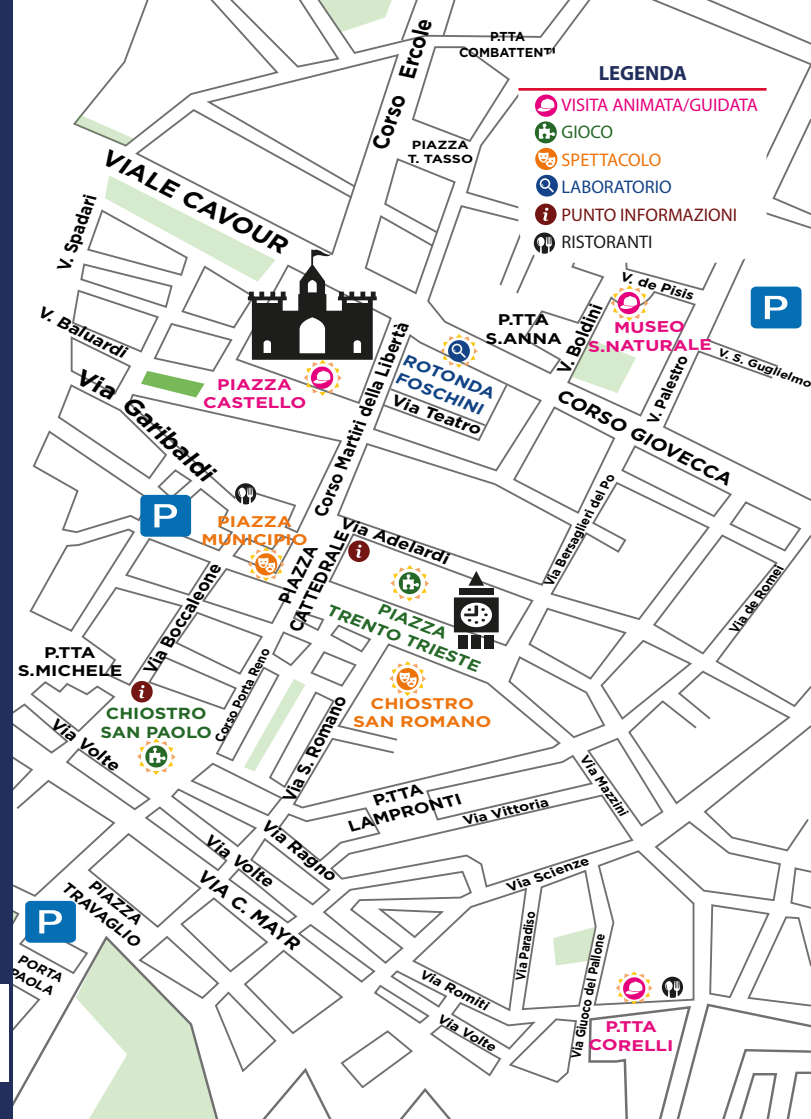 P.TTA
COMBATTENTI
Corso Ercole
LEGENDA
VISITA ANIMATA/GUIDATA
GIOCO
SPETTACOLO
LABORATORIO
i PUNTO INFORMAZIONI
RISTORANTI
PIAZZA
T. TASSO
VIALE CAVOUR
V. Spadari
V. de Pisis
P
V. Baluardi
P.TTA
S.ANNA
V. Boldini
MUSEO
S.NATURALE
V. S. Guglielmo
V. Palestro
ROTONDA
FOSCHINI
Via Teatro
Corso Martiri della Libertà
PIAZZA
CASTELLO
Via Garibaldi
CORSO GIOVECCA
P
PIAZZA
MUNICIPIO
PIAZZA
CATTEDRALE
i
Via Adelardi
Via Bersaglieri del Po
Via de Romei
PIAZZA
TRENTO TRIESTE
Via Boccaleone
P.TTA
S.MICHELE
i
CHIOSTRO
SAN PAOLO
Corso Porta Reno
CHIOSTRO
SAN ROMANO
Via S. Romano
Via Volte
Via Mazzini
P.TTA
LAMPRONTI
Via Vittoria
Via Ragno
Via Volte
Via Scienze
VIA C. MAYR
PIAZZA
TRAVAGLIO
P
PORTA
PAOLA
Via Paradiso
Via Giuoco del Pallone
Via Romiti
Via Volte
P.TTA
CORELLI